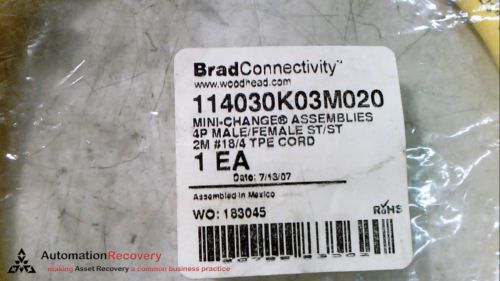 BradConnectivity™
www.woodhead.com
114030K03M020
MINI-CHANGE® ASSEMBLIES
4P MALE/FEMALE ST/ST
2M #18/4 TPE CORD
1 EA
Date: 7/13/07
Assembled in Mexico
WO: 183045
RoHS
AutomationRecovery
making Asset Recovery a common business practice